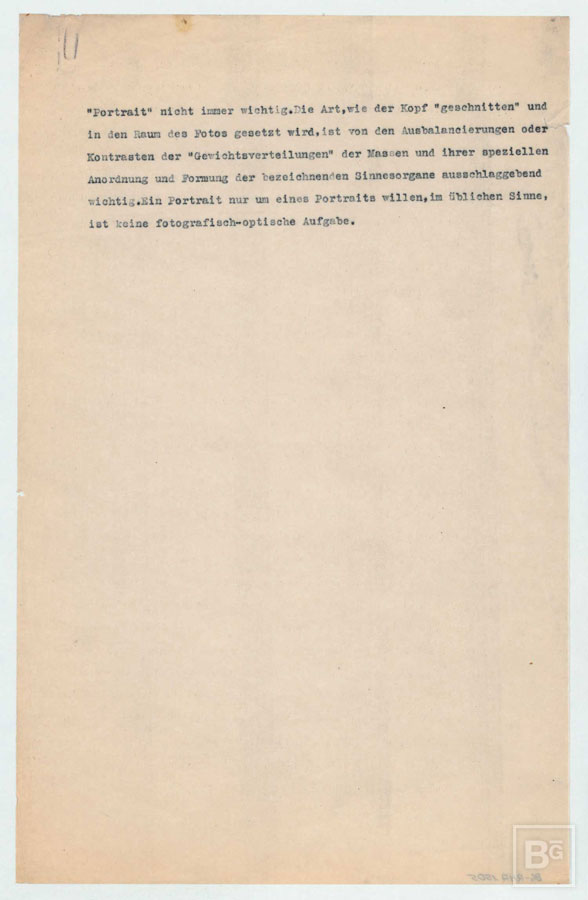 10
"Portrait" nicht immer wichtig.Die Art,wie der Kopf "geschnitten" und
in den Raum des Fotos gesetzt wird,ist von den Ausbalancierungen oder
Kontrasten der "Gewichtsverteilungen" der Massen und ihrer speziellen
Anordnung und Formung der bezeichnenden Sinnesorgane ausschlaggebend
wichtig.Ein Portrait nur um eines Portraits willen,im üblichen Sinne,
ist keine fotografisch-optische Aufgabe.
BG